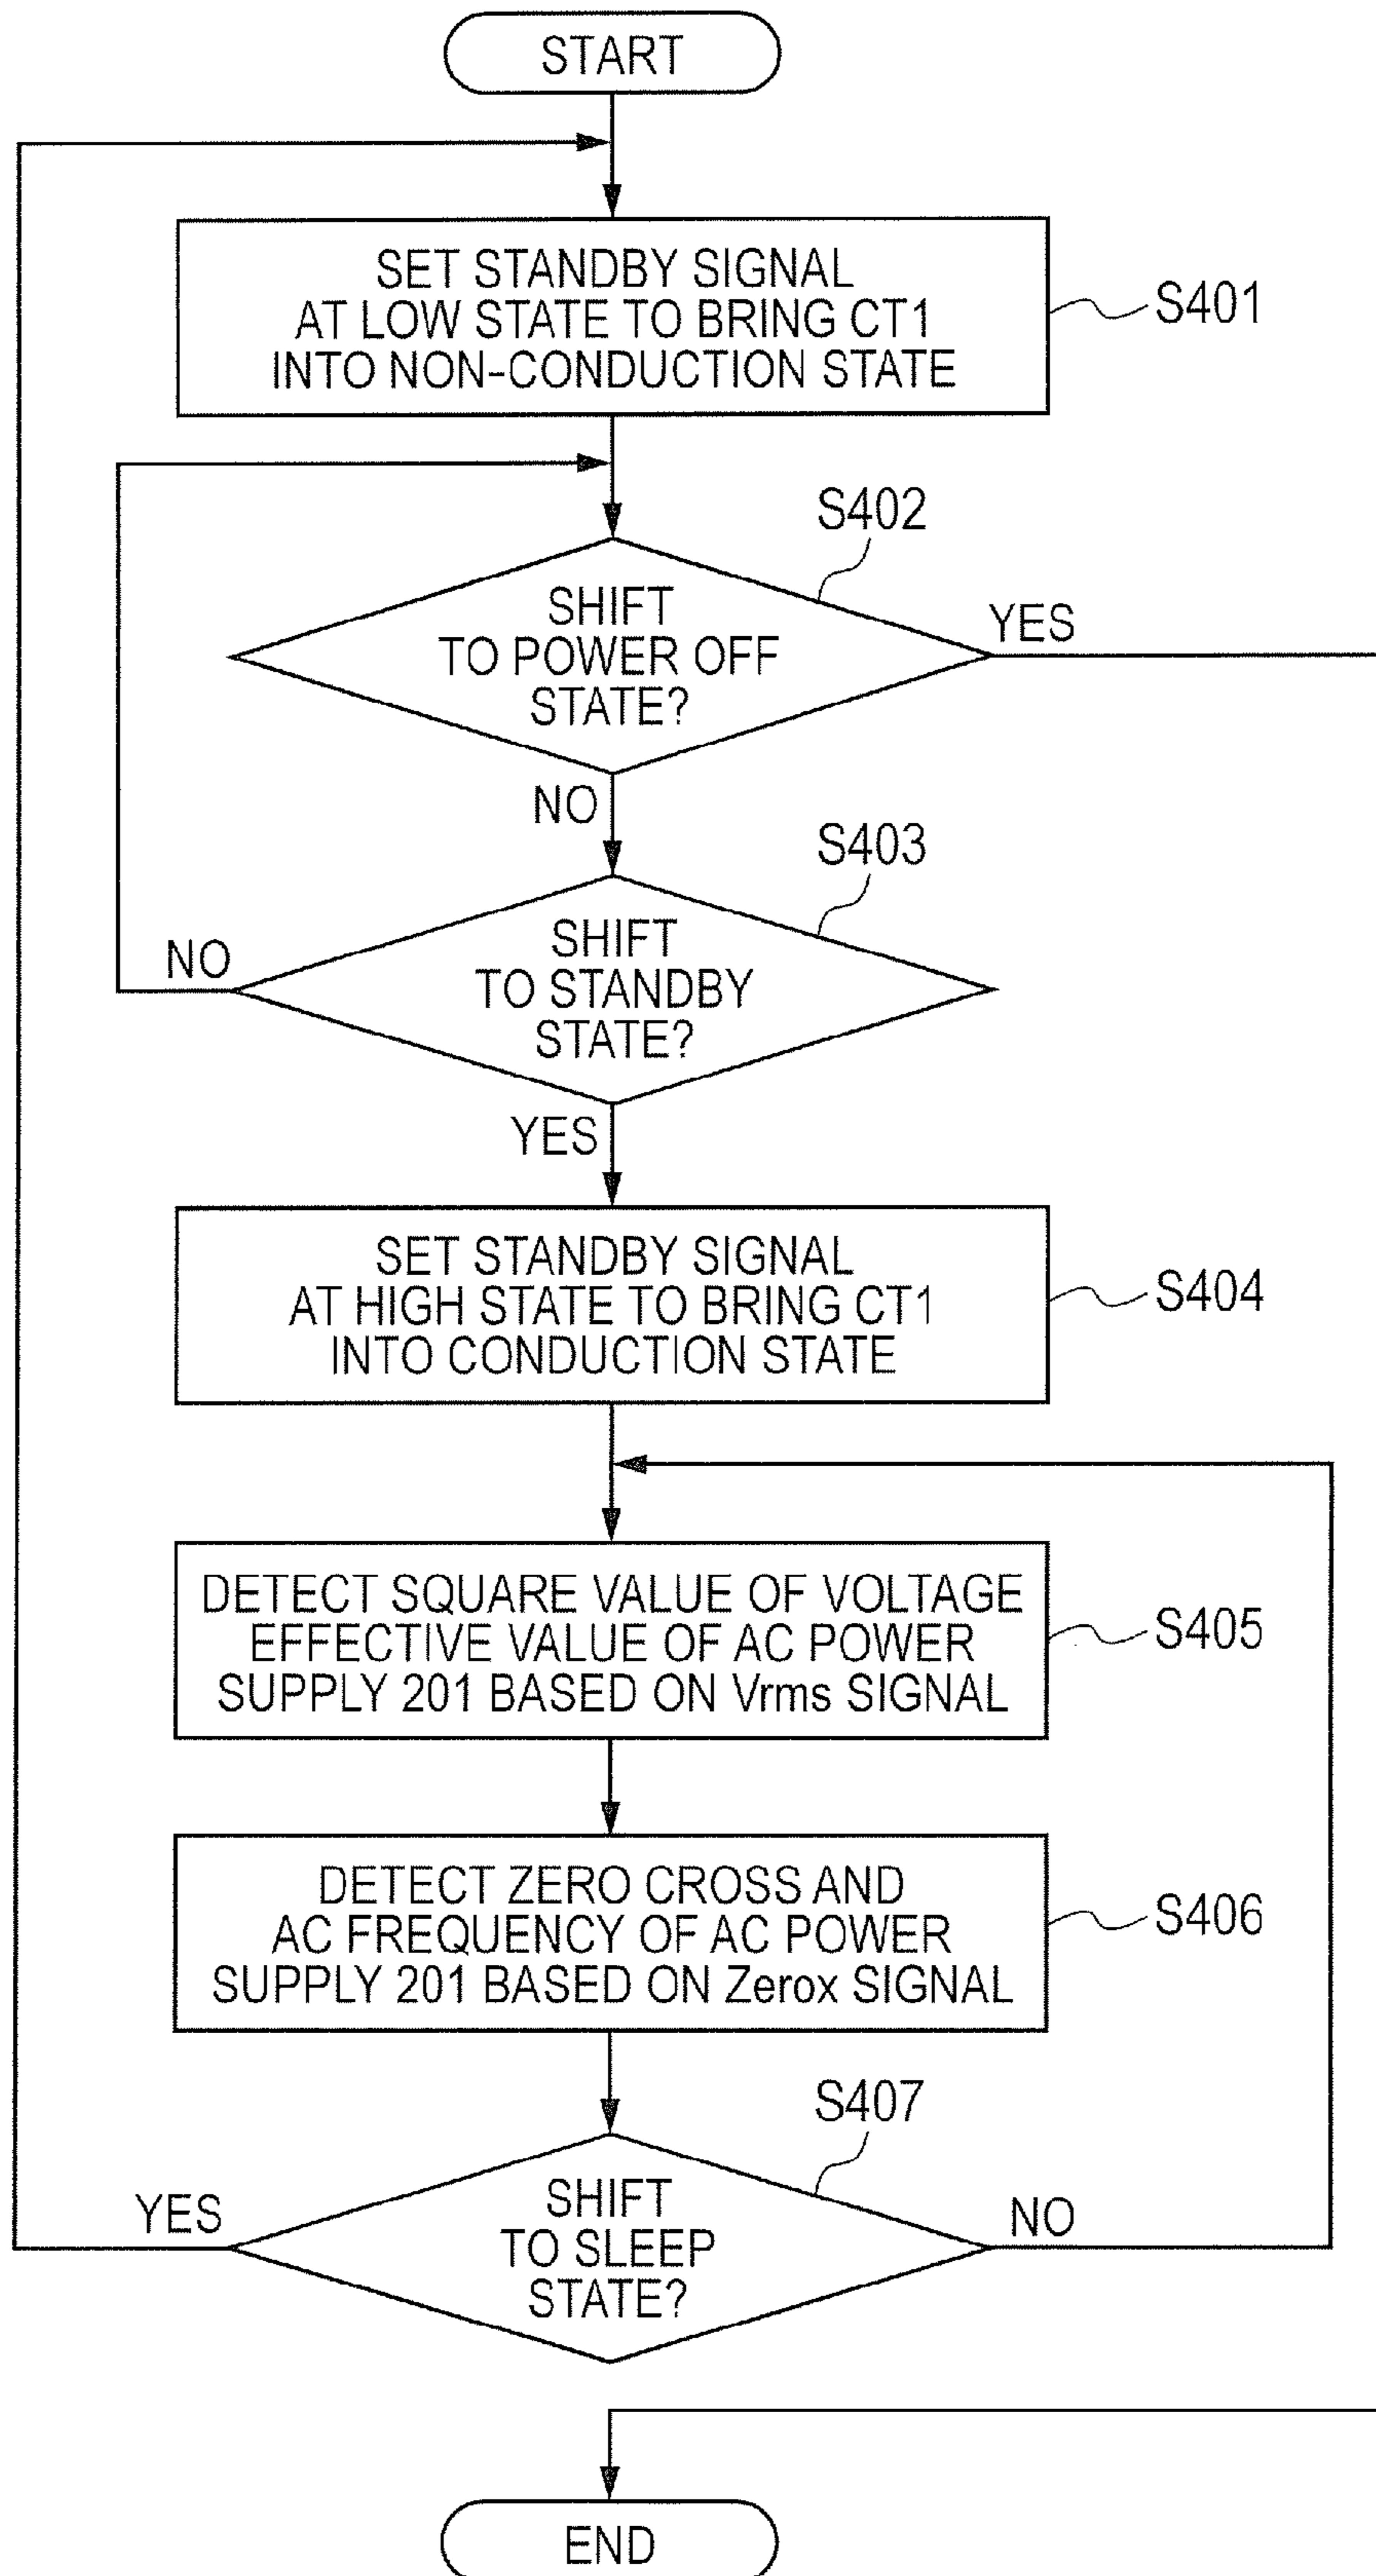 START
SET STANDBY SIGNAL
AT LOW STATE TO BRING CT1
INTO NON-CONDUCTION STATE
S401
S402
SHIFT
TO POWER OFF
STATE?
YES
NO
S403
SHIFT
TO STANDBY
STATE?
NO
YES
SET STANDBY SIGNAL
AT HIGH STATE TO BRING CT1
INTO CONDUCTION STATE
S404
DETECT SQUARE VALUE OF VOLTAGE
EFFECTIVE VALUE OF AC POWER
SUPPLY 201 BASED ON Vrms SIGNAL
S405
DETECT ZERO CROSS AND
AC FREQUENCY OF AC POWER
SUPPLY 201 BASED ON Zerox SIGNAL
S406
S407
SHIFT
TO SLEEP
STATE?
YES
NO
END